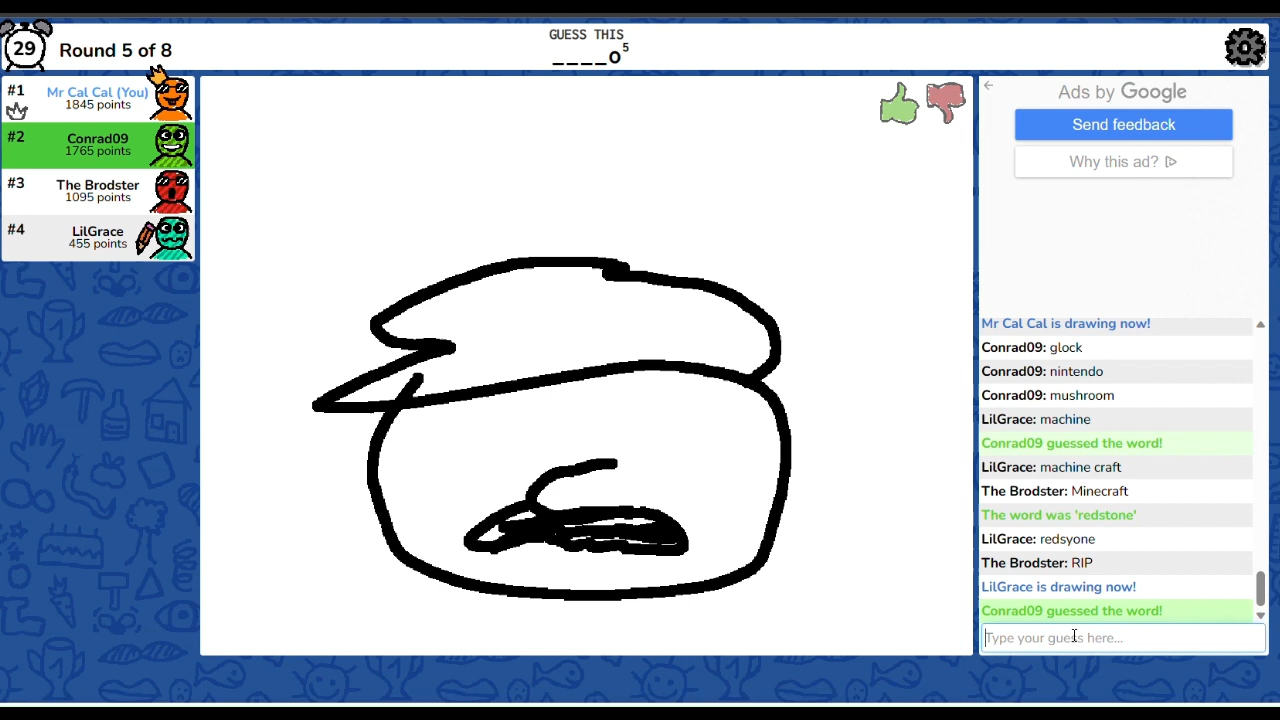 29
Round 5 of 8
GUESS THIS
____o 5
#1
Mr Cal Cal (You)
1845 points
#2
Conrad09
1765 points
#3
The Brodster
1095 points
#4
LilGrace
455 points
Ads by Google
Send feedback
Why this ad?
Mr Cal Cal is drawing now!
Conrad09: glock
Conrad09: nintendo
Conrad09: mushroom
LilGrace: machine
Conrad09 guessed the word!
LilGrace: machine craft
The Brodster: Minecraft
The word was 'redstone'
LilGrace: redsyone
The Brodster: RIP
LilGrace is drawing now!
Conrad09 guessed the word!
Type your guess here...